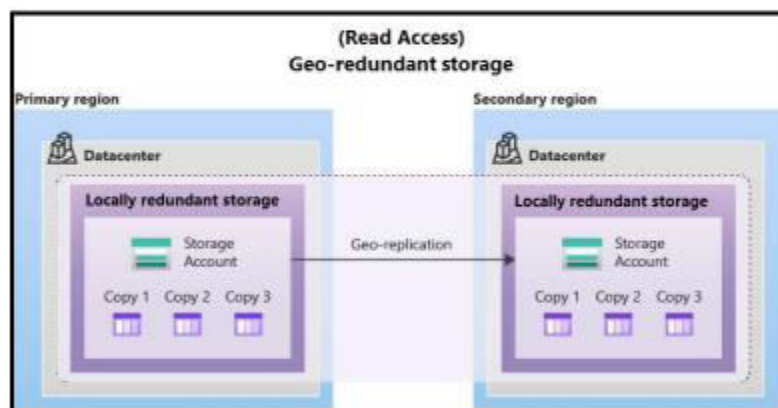 (Read Access)
Geo-redundant storage
Primary region
Secondary region
Datacenter
Datacenter
Locally redundant storage
Locally redundant storage
Storage
Account
Geo-replication
Storage
Account
Copy 1 Copy 2 Copy 3
Copy 1 Copy 2 Copy 3